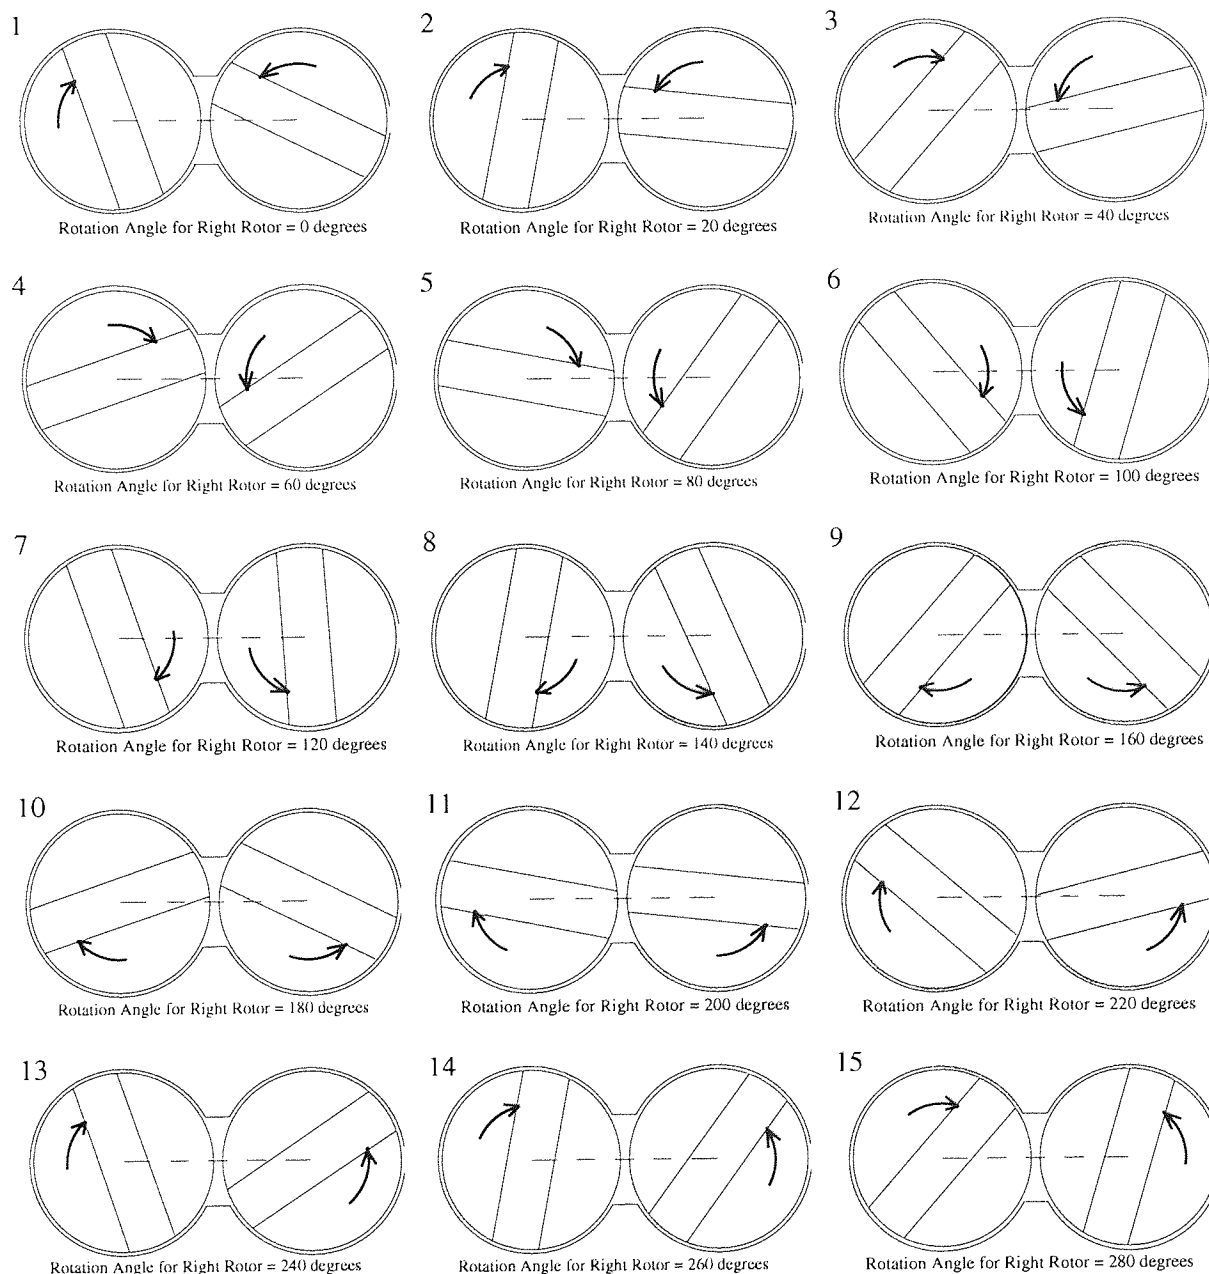 1
2
3
Rotation Angle for Right Rotor = 0 degrees
Rotation Angle for Right Rotor = 20 degrees
Rotation Angle for Right Rotor = 40 degrees
4
5
6
Rotation Angle for Right Rotor = 60 degrees
Rotation Angle for Right Rotor = 80 degrees
Rotation Angle for Right Rotor = 100 degrees
7
8
9
Rotation Angle for Right Rotor = 120 degrees
Rotation Angle for Right Rotor = 140 degrees
Rotation Angle for Right Rotor = 160 degrees
10
11
12
Rotation Angle for Right Rotor = 180 degrees
Rotation Angle for Right Rotor = 200 degrees
Rotation Angle for Right Rotor = 220 degrees
13
14
15
Rotation Angle for Right Rotor = 240 degrees
Rotation Angle for Right Rotor = 260 degrees
Rotation Angle for Right Rotor = 280 degrees